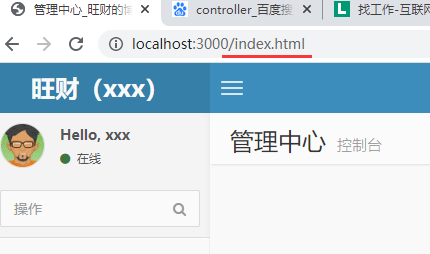 管理中心_旺财的
controller_百度搜
找工作-互联网
localhost:3000/index.html
旺财（xxx）
Hello, xxx
在线
管理中心 控制台
操作